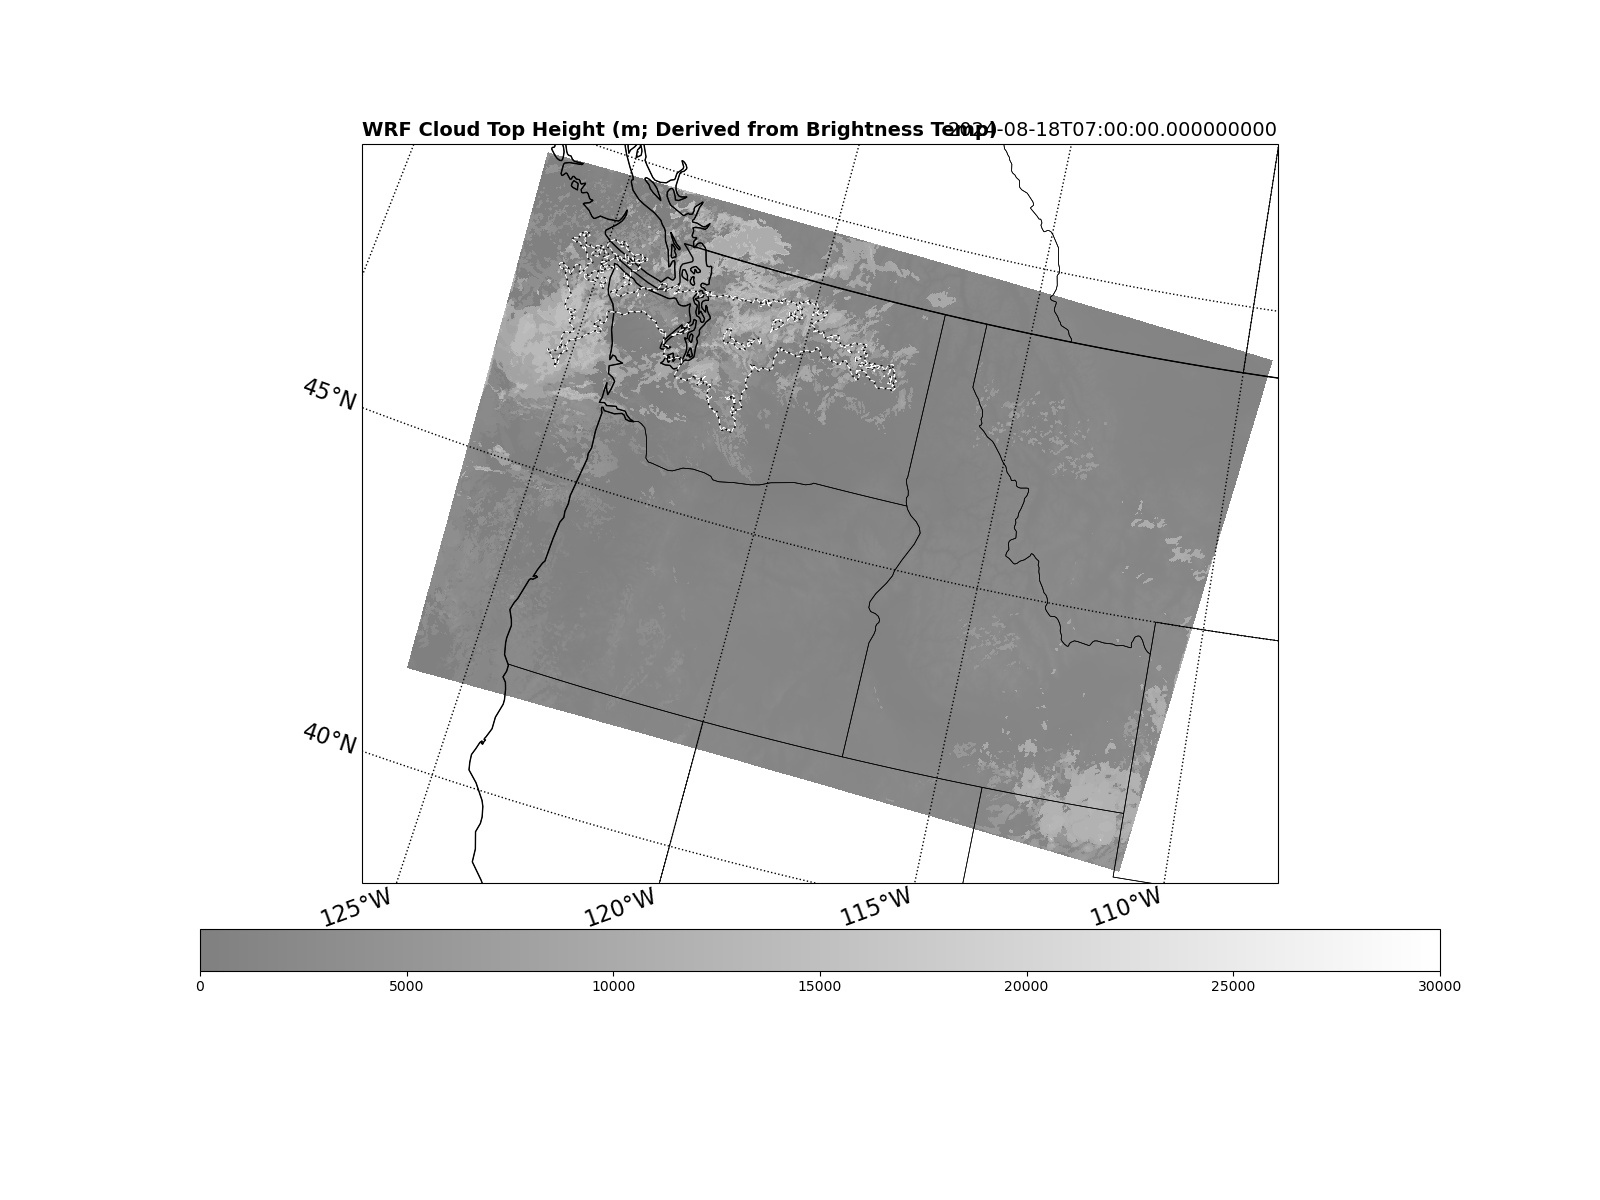 WRF Cloud Top Height (m; Derived from Brightness Temp) 2024-08-18T07:00:00.000000000
45°N
40°N
125°W 120°W 115°W 110°W
0 5000 10000 15000 20000 25000 30000